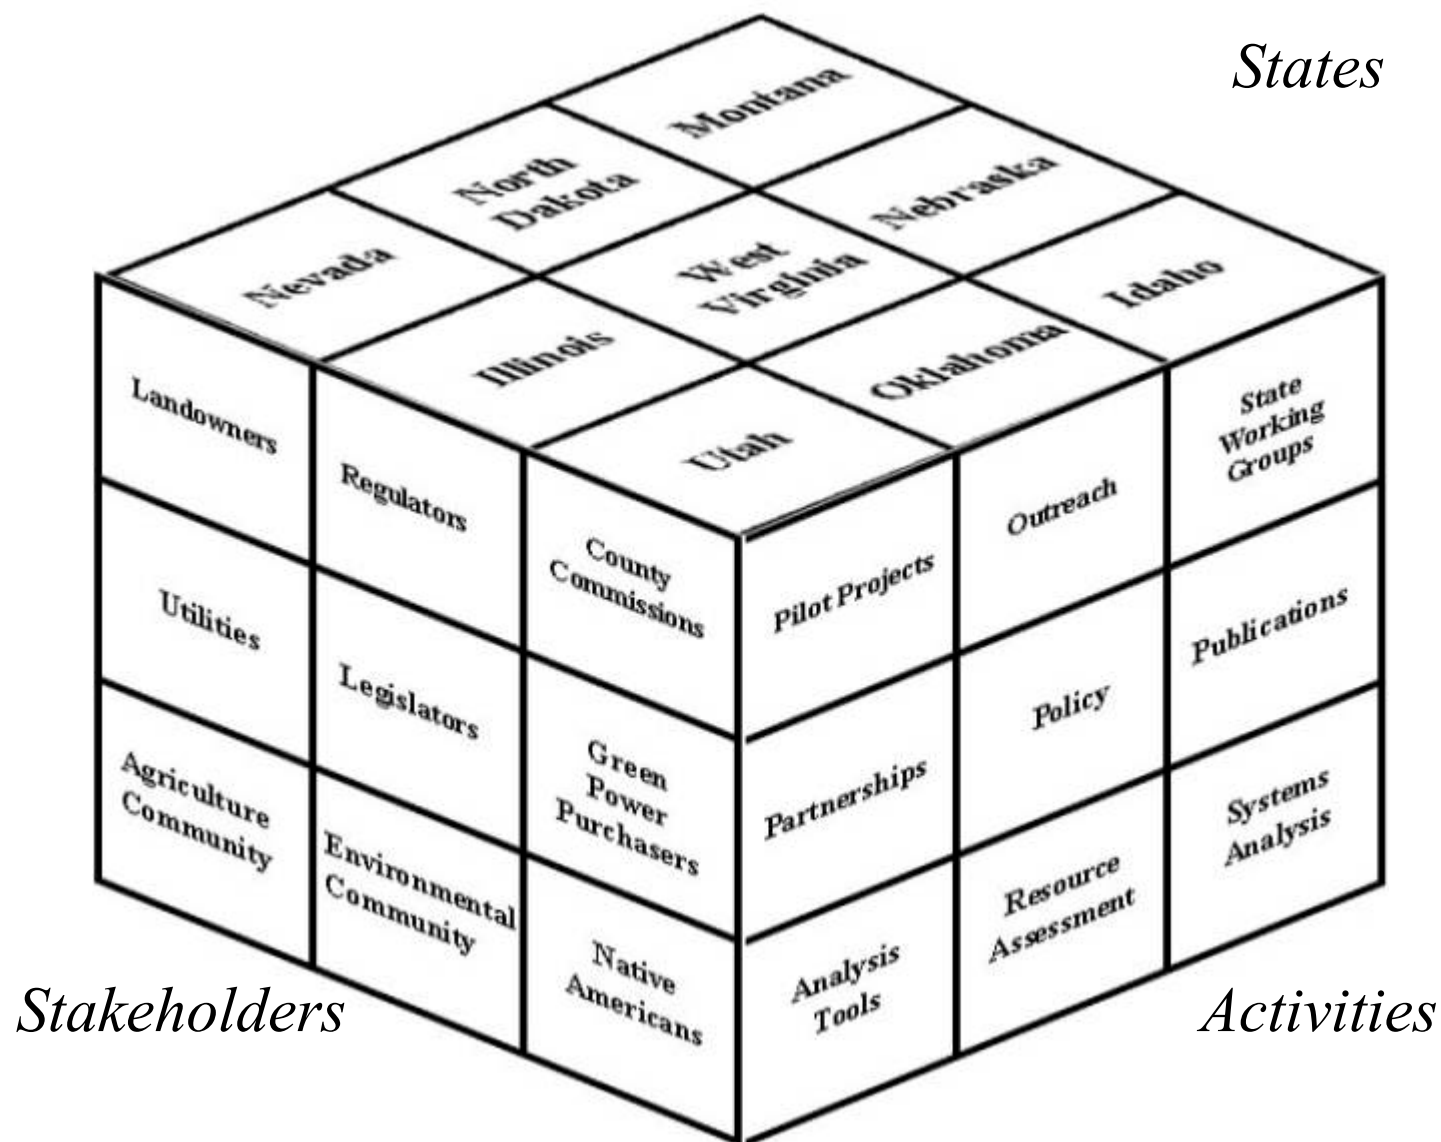 States
Montana
North
Dakota
Nebraska
Nevada
West
Virginia
Idaho
Illinois
Oklahoma
Utah
Landowners
Regulators
County
Commissions
Utilities
Legislators
Green
Power
Purchasers
Agriculture
Community
Environmental
Community
Native
Americans
Pilot Projects
Outreach
State
Working
Groups
Partnerships
Policy
Publications
Analysis
Tools
Resource
Assessment
Systems
Analysis
Stakeholders
Activities